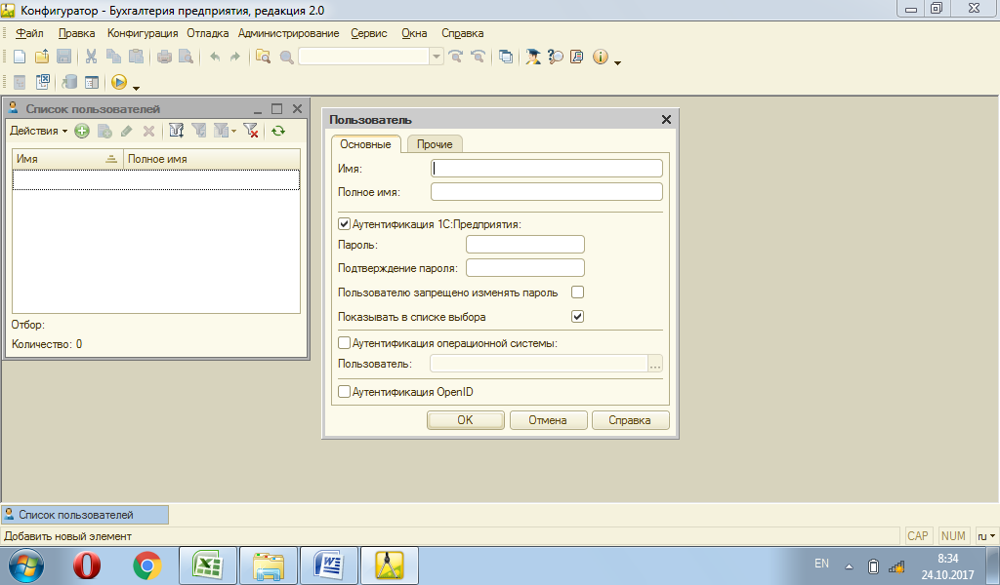 Конфигуратор - Бухгалтерия предприятия, редакция 2.0
Файл Правка Конфигурация Отладка Администрирование Сервис Окна Справка
Список пользователей
Действия
Имя Полное имя
Отбор:
Количество: 0
Пользователь
Основные Прочие
Имя:
Полное имя:
Аутентификация 1С:Предприятия:
Пароль:
Подтверждение пароля:
Пользователю запрещено изменять пароль
Показывать в списке выбора
Аутентификация операционной системы:
Пользователь: ...
Аутентификация OpenID
OK Отмена Справка
Список пользователей
Добавить новый элемент CAP NUM ru
EN 8:34
24.10.2017